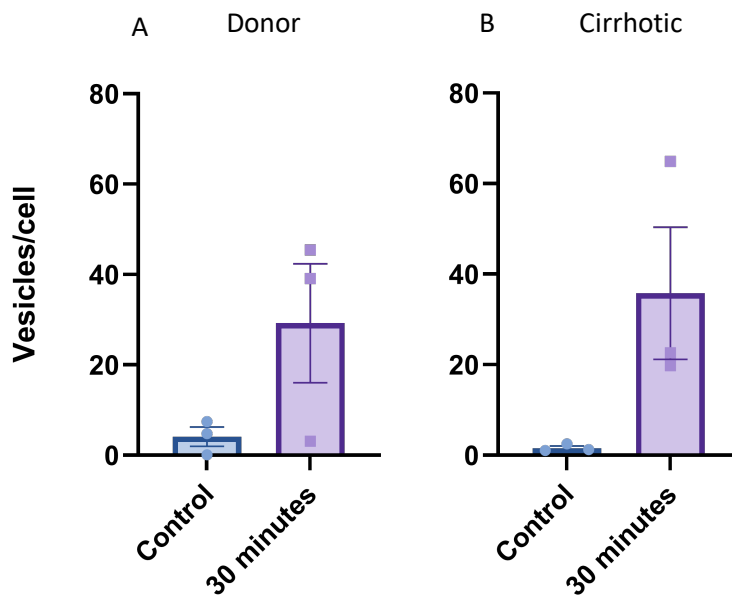 A Donor
B Cirrhotic
Vesicles/cell
80
60
40
20
0
Control
30 minutes
80
60
40
20
0
Control
30 minutes